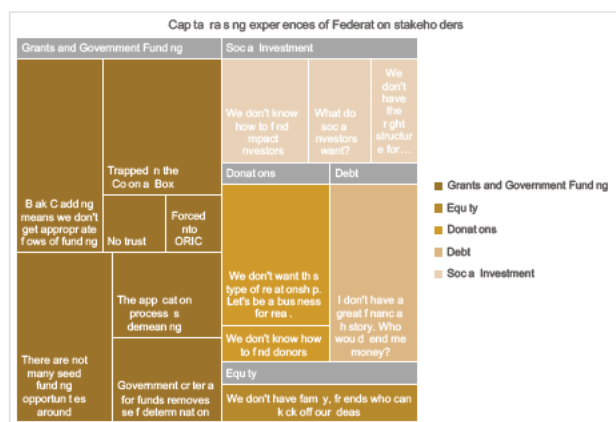 Cap ta ra s ng exper ences of Federat on stakeho ders
Grants and Government Fund ng
B ak C add ng
means we don't
get appropr ate
f ows of fund ng
Trapped n the
Co on a Box
No trust
Forced
nto
ORIC
There are not
many seed
fund ng
opportun t es
around
The app cat on
process s
demean ng
Government cr ter a
for funds removes
se f determ nat on
Soc a Investment
We don't know
how to f nd
mpact
nvestors
What do
soc a
nvestors
want?
We
don't
have
the
r ght
structur
e for...
Donat ons
We don't want th s
type of re at onsh p.
Let's be a bus ness
for rea .
We don't know
how to f nd donors
Debt
I don't have a
great f nanc a
h story. Who
wou d end me
money?
Equ ty
We don't have fam y, fr ends who can
k ck off our deas
Grants and Government Fund ng
Equ ty
Donat ons
Debt
Soc a Investment